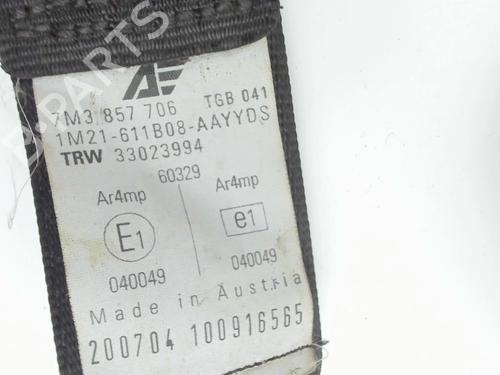 AE
7M3 857 706 TGB 041
1M21-611B08-AAYYDS
TRW 33023994
60329
Ar4mp Ar4mp
E1 e1
040049 040049
Made in Austria
200704 100916565